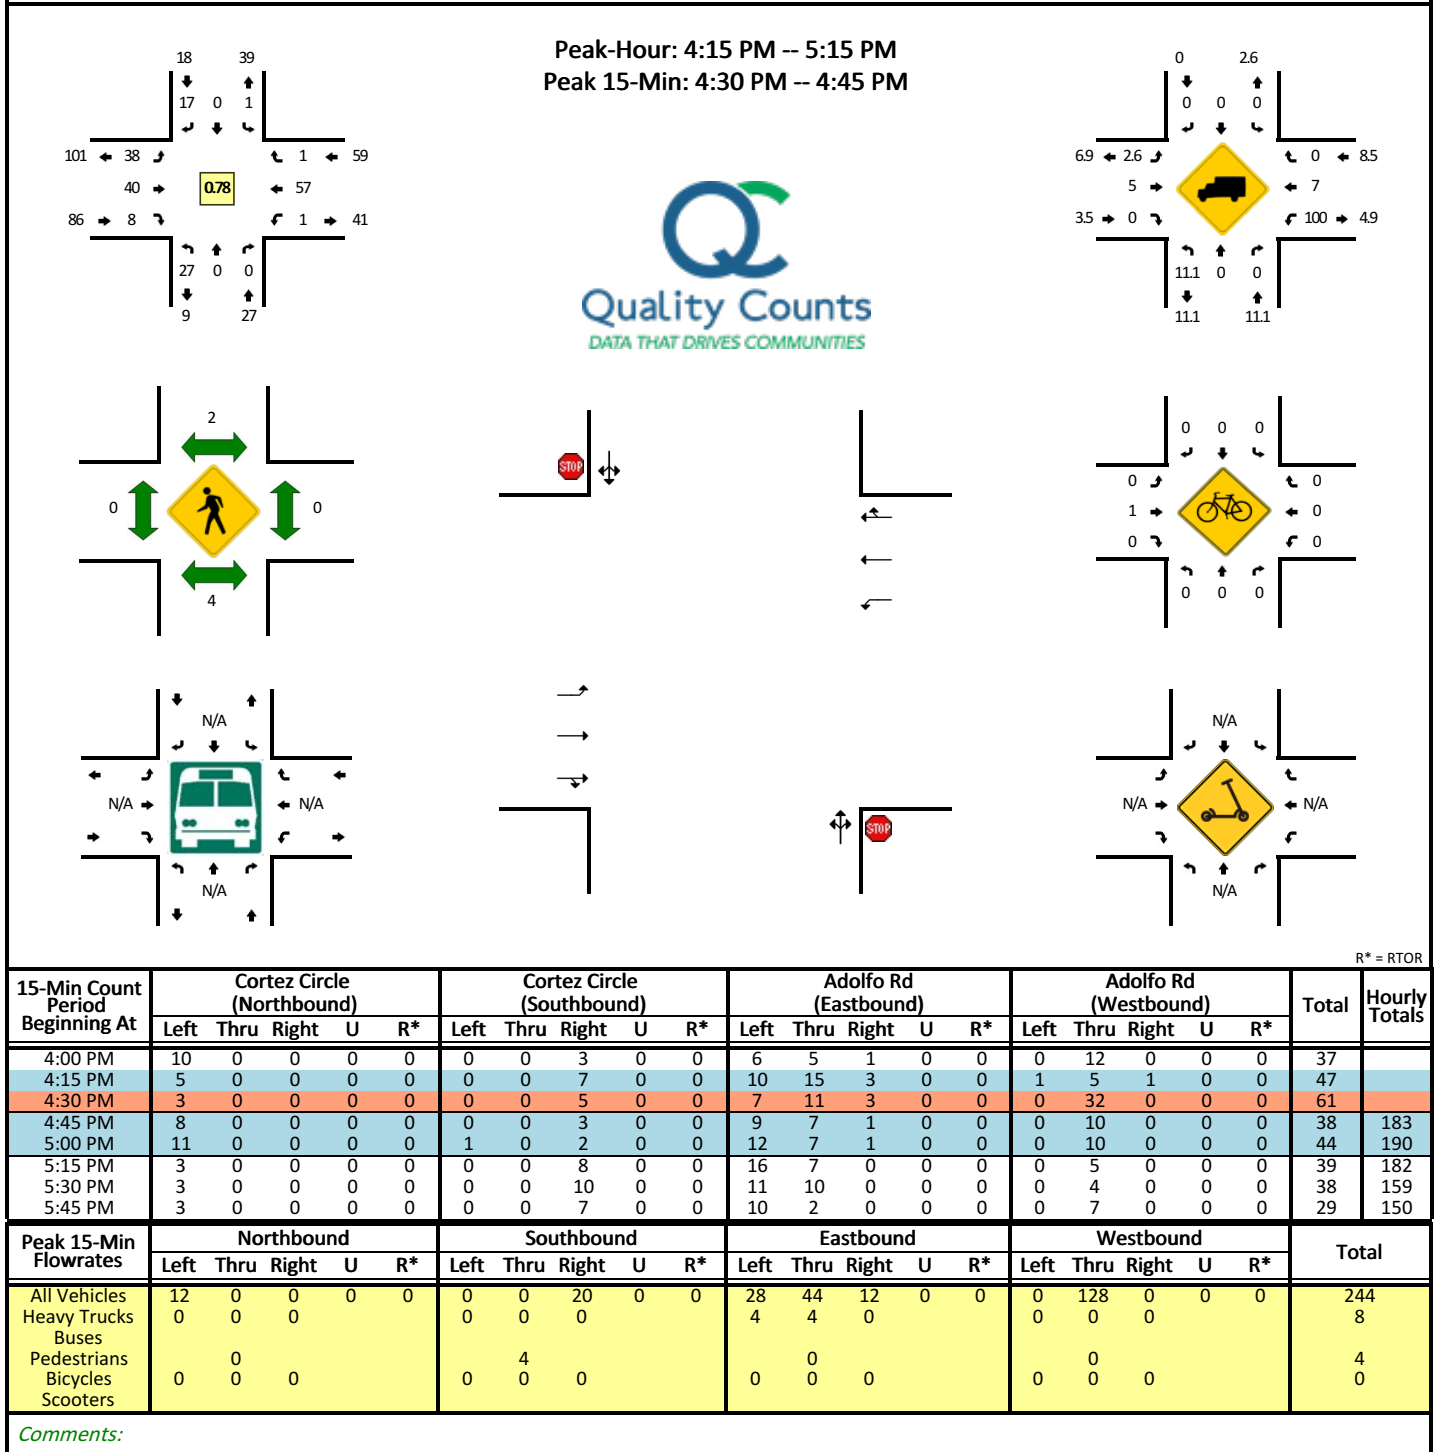 Peak-Hour: 4:15 PM -- 5:15 PM
Peak 15-Min: 4:30 PM -- 4:45 PM
18 39
17 0 1
101 38 1 59
40 0.78 57
86 8 1 41
27 0 0
9 27
QC
Quality Counts
DATA THAT DRIVES COMMUNITIES
0 2.6
0 0 0
6.9 2.6 0 8.5
5 7
3.5 0 100 4.9
11.1 0 0
11.1 11.1
2
0 0
4
STOP
STOP
0 0 0
0 0
1 0
0 0
0 0 0
N/A
N/A N/A
N/A
N/A
N/A N/A
N/A
R* = RTOR
15-Min Count Period Beginning At Cortez Circle (Northbound) Cortez Circle (Southbound) Adolfo Rd (Eastbound) Adolfo Rd (Westbound) Total Hourly Totals
Left Thru Right U R* Left Thru Right U R* Left Thru Right U R* Left Thru Right U R*
4:00 PM 10 0 0 0 0 0 0 3 0 0 6 5 1 0 0 0 12 0 0 0 37
4:15 PM 5 0 0 0 0 0 0 7 0 0 10 15 3 0 0 1 5 1 0 0 47
4:30 PM 3 0 0 0 0 0 0 5 0 0 7 11 3 0 0 0 32 0 0 0 61
4:45 PM 8 0 0 0 0 0 0 3 0 0 9 7 1 0 0 0 10 0 0 0 38 183
5:00 PM 11 0 0 0 0 1 0 2 0 0 12 7 1 0 0 0 10 0 0 0 44 190
5:15 PM 3 0 0 0 0 0 0 8 0 0 16 7 0 0 0 0 5 0 0 0 39 182
5:30 PM 3 0 0 0 0 0 0 10 0 0 11 10 0 0 0 0 4 0 0 0 38 159
5:45 PM 3 0 0 0 0 0 0 7 0 0 10 2 0 0 0 0 7 0 0 0 29 150
Peak 15-Min Flowrates Northbound Southbound Eastbound Westbound Total
Left Thru Right U R* Left Thru Right U R* Left Thru Right U R* Left Thru Right U R*
All Vehicles 12 0 0 0 0 0 0 20 0 0 28 44 12 0 0 0 128 0 0 0 244
Heavy Trucks 0 0 0 0 0 0 4 4 0 0 0 0 8
Buses
Pedestrians 0 4 0 0 4
Bicycles 0 0 0 0 0 0 0 0 0 0 0 0 0
Scooters
Comments: